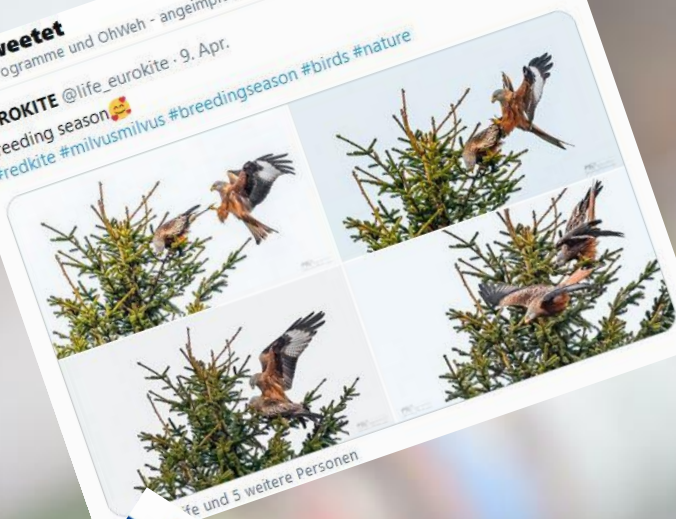 weetet
ogramme und OhWeh - angeimpf
ROKITE @life_eurokite · 9. Apr.
eeding season🥰
#redkite #milvusmilvus #breedingseason #birds #nature
ife und 5 weitere Personen